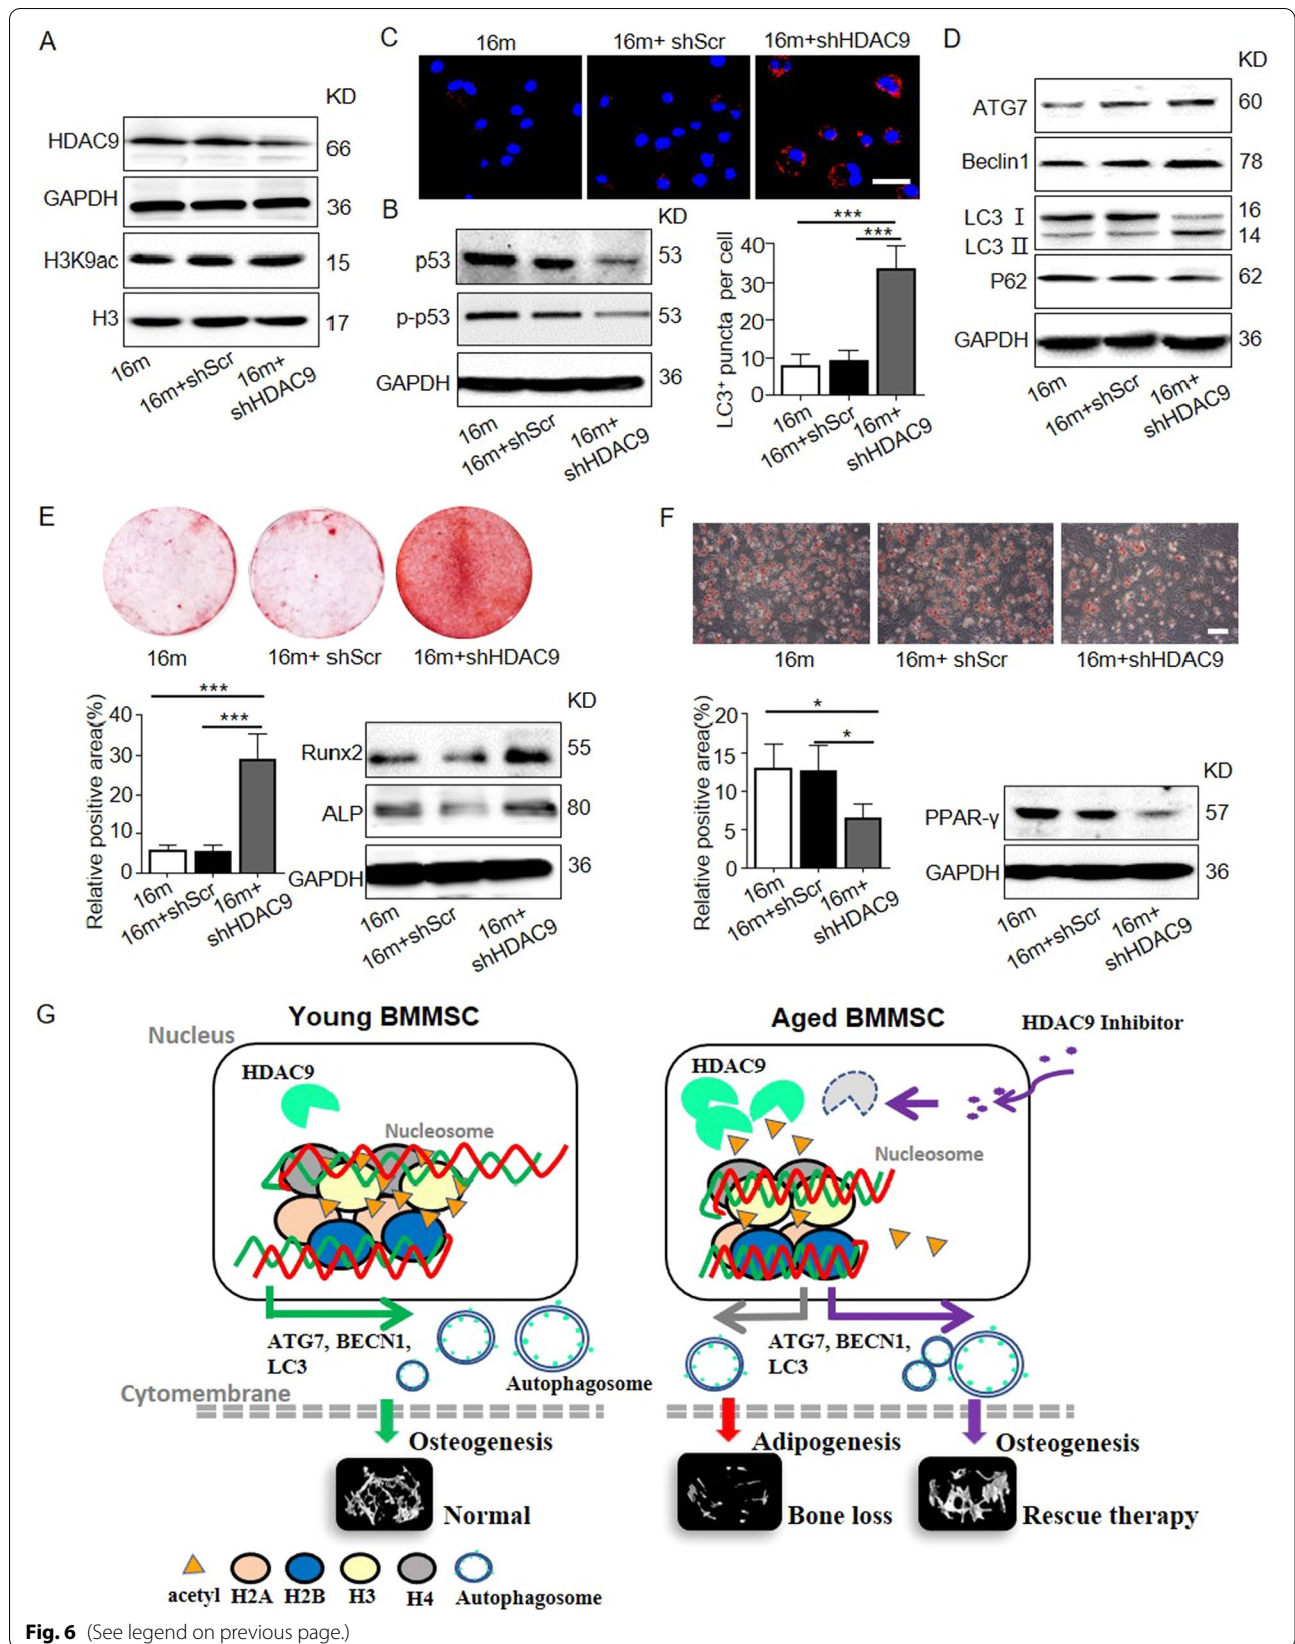 A
KD
HDAC9
66
GAPDH
36
H3K9ac
15
H3
17
16m
16m+shScr
16m+
shHDAC9
C
16m
16m+ shScr
16m+shHDAC9
B
KD
p53
53
p-p53
53
GAPDH
36
16m
16m+shScr
16m+
shHDAC9
***
***
LC3⁺ puncta per cell
40
30
20
10
0
16m
16m+shScr
16m+
shHDAC9
D
KD
ATG7
60
Beclin1
78
LC3 Ⅰ
16
LC3 Ⅱ
14
P62
62
GAPDH
36
16m
16m+shScr
16m+
shHDAC9
E
16m
16m+ shScr
16m+shHDAC9
***
***
Relative positive area(%)
40
30
20
10
0
16m
16m+shScr
16m+
shHDAC9
KD
Runx2
55
ALP
80
GAPDH
36
16m
16m+shScr
16m+
shHDAC9
F
16m
16m+ shScr
16m+shHDAC9
*
*
Relative positive area(%)
20
15
10
5
0
16m
16m+shScr
16m+
shHDAC9
KD
PPAR-γ
57
GAPDH
36
16m
16m+shScr
16m+
shHDAC9
G
Young BMMSC
Nucleus
HDAC9
Nucleosome
ATG7, BECN1,
LC3
Autophagosome
Cytomembrane
Osteogenesis
Normal
Aged BMMSC
HDAC9 Inhibitor
HDAC9
Nucleosome
ATG7, BECN1,
LC3
Adipogenesis
Bone loss
Osteogenesis
Rescue therapy
acetyl H2A H2B H3 H4 Autophagosome
Fig. 6 (See legend on previous page.)